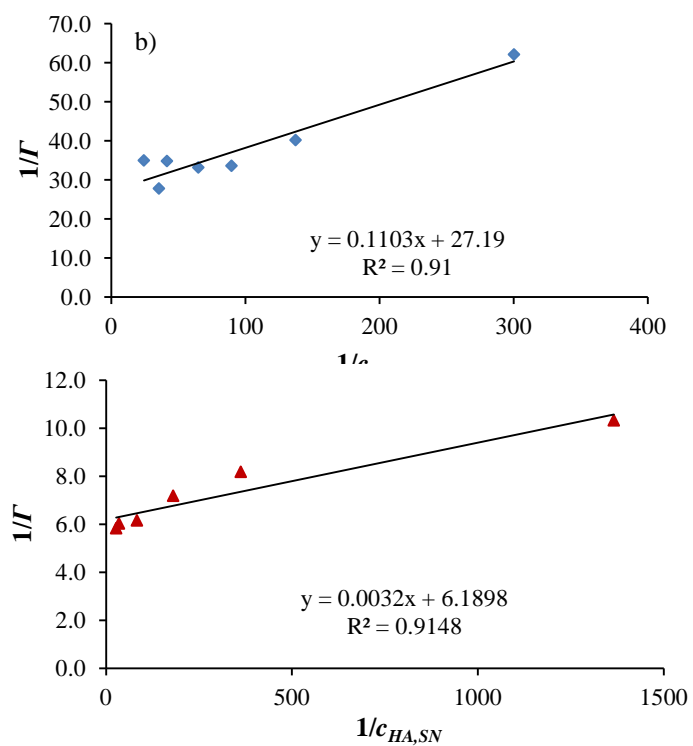 b)
70.0
60.0
50.0
40.0
30.0
20.0
10.0
0.0
1/Γ
y = 0.1103x + 27.19
R² = 0.91
0 100 200 300 400
12.0
10.0
8.0
6.0
4.0
2.0
0.0
1/Γ
y = 0.0032x + 6.1898
R² = 0.9148
0 500 1000 1500
1/c_HA,SN